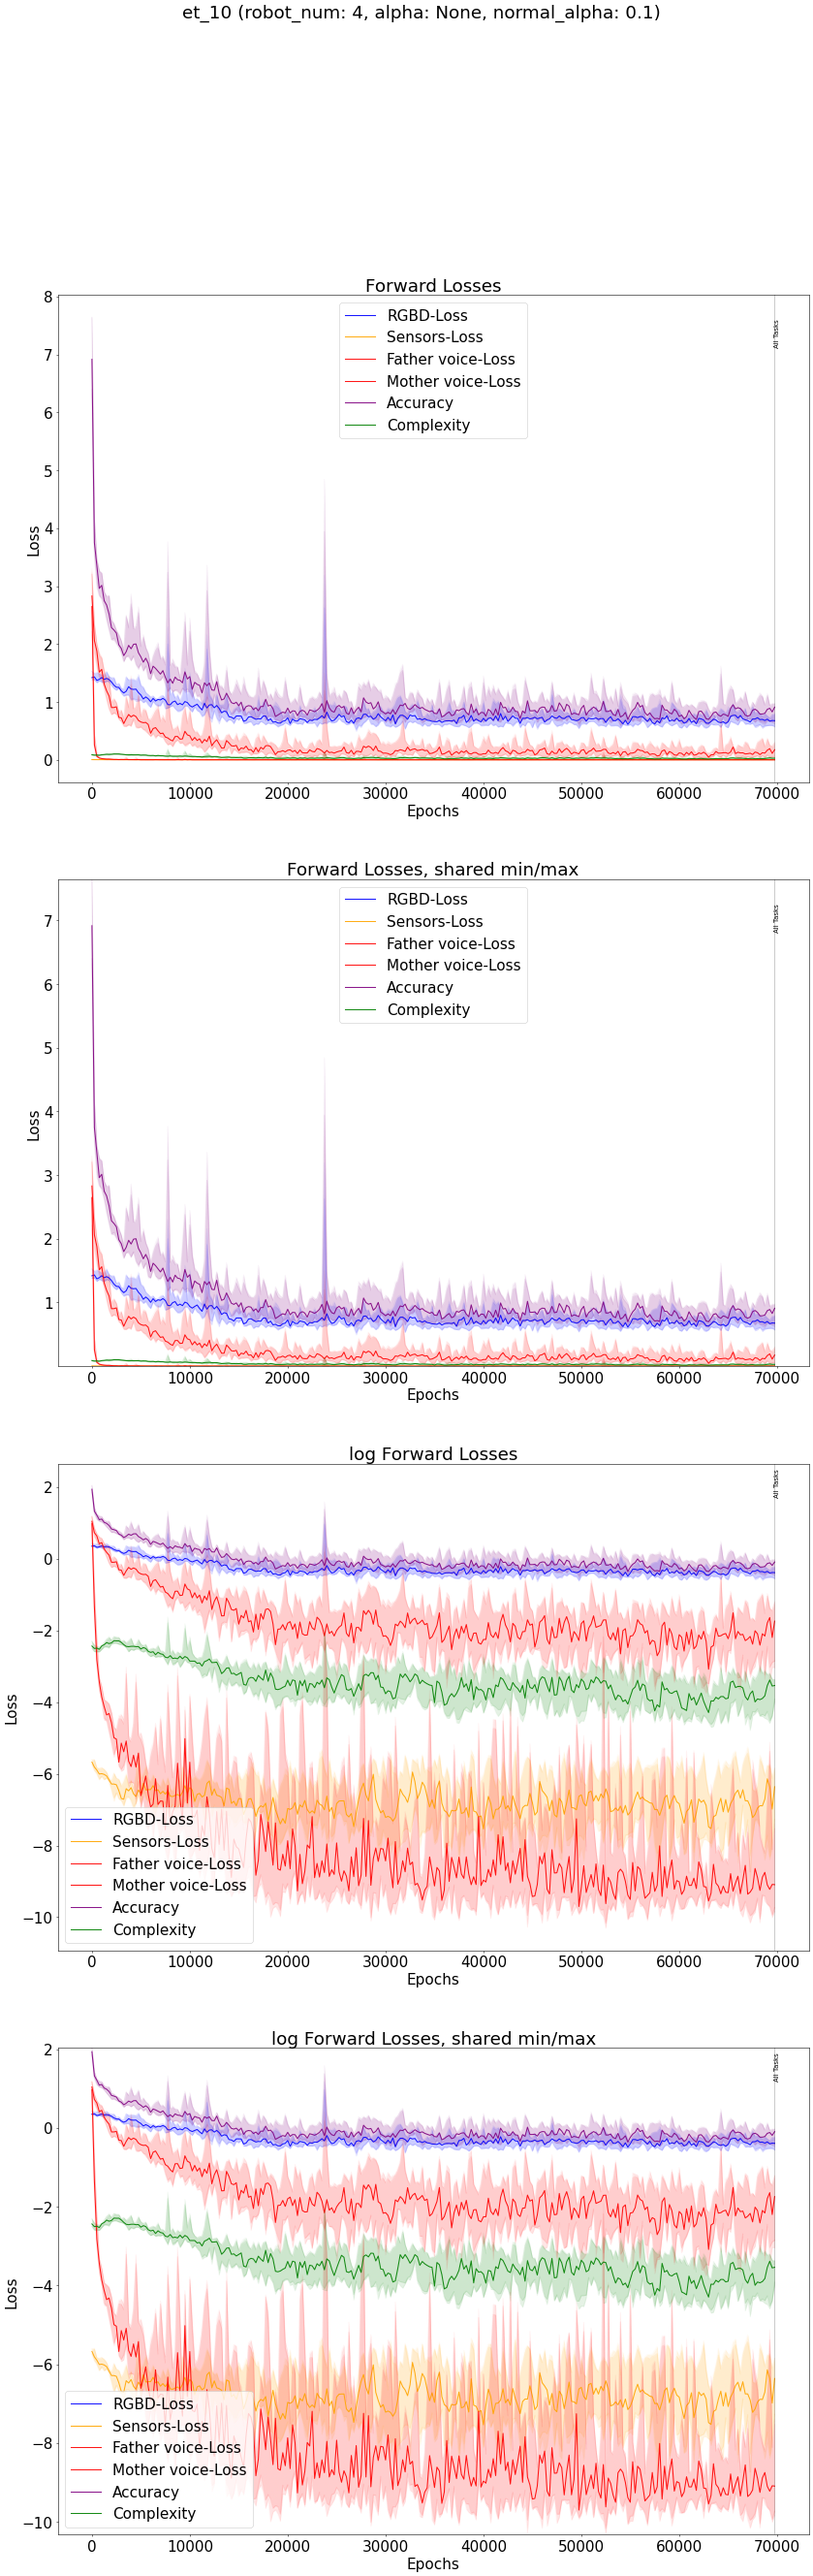 et_10 (robot_num: 4, alpha: None, normal_alpha: 0.1)
Forward Losses
8
7
6
5
4
3
2
1
0
Loss
RGBD-Loss
Sensors-Loss
Father voice-Loss
Mother voice-Loss
Accuracy
Complexity
All Tasks
0 10000 20000 30000 40000 50000 60000 70000
Epochs
Forward Losses, shared min/max
7
6
5
4
3
2
1
Loss
RGBD-Loss
Sensors-Loss
Father voice-Loss
Mother voice-Loss
Accuracy
Complexity
All Tasks
0 10000 20000 30000 40000 50000 60000 70000
Epochs
log Forward Losses
2
0
−2
−4
−6
−8
−10
Loss
All Tasks
RGBD-Loss
Sensors-Loss
Father voice-Loss
Mother voice-Loss
Accuracy
Complexity
0 10000 20000 30000 40000 50000 60000 70000
Epochs
log Forward Losses, shared min/max
2
0
−2
−4
−6
−8
−10
Loss
All Tasks
RGBD-Loss
Sensors-Loss
Father voice-Loss
Mother voice-Loss
Accuracy
Complexity
0 10000 20000 30000 40000 50000 60000 70000
Epochs